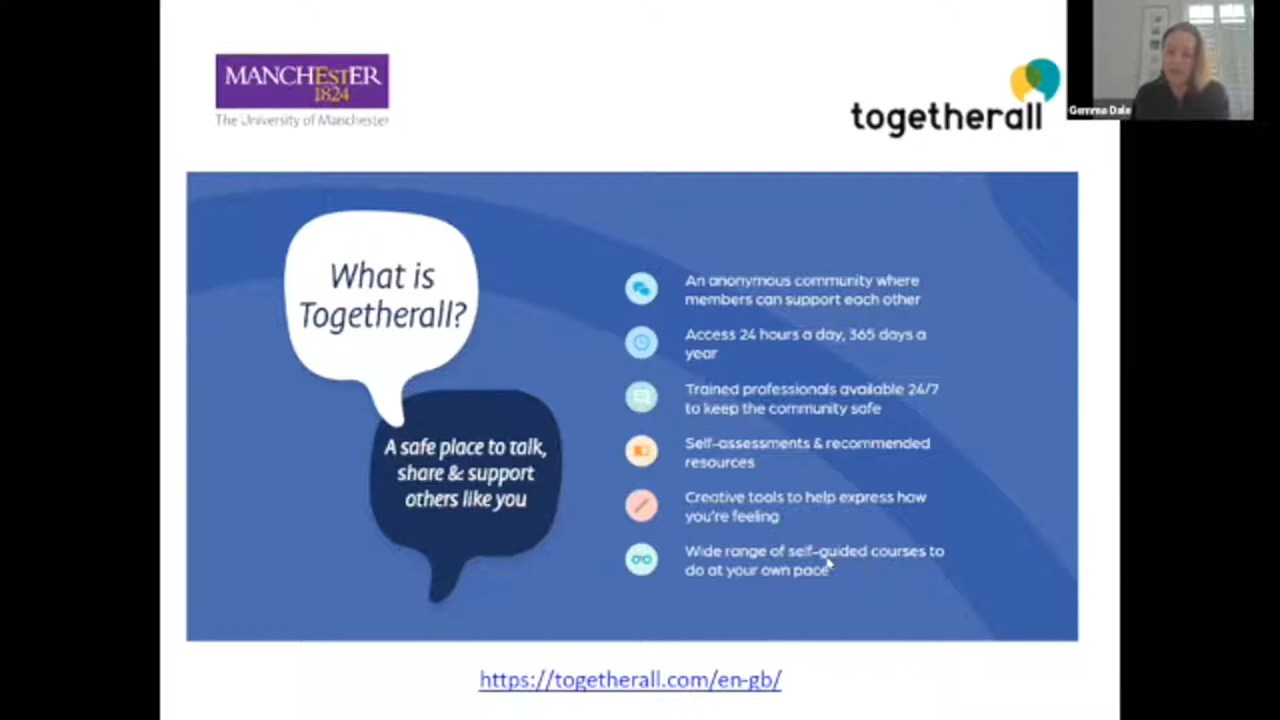 MANCHESTER
1824
The University of Manchester
togetherall
Gemma Dale
What is
Togetherall?
A safe place to talk,
share & support
others like you
An anonymous community where
members can support each other
Access 24 hours a day, 365 days a
year
Trained professionals available 24/7
to keep the community safe
Self-assessments & recommended
resources
Creative tools to help express how
you're feeling
Wide range of self-guided courses to
do at your own pace
https://togetherall.com/en-gb/